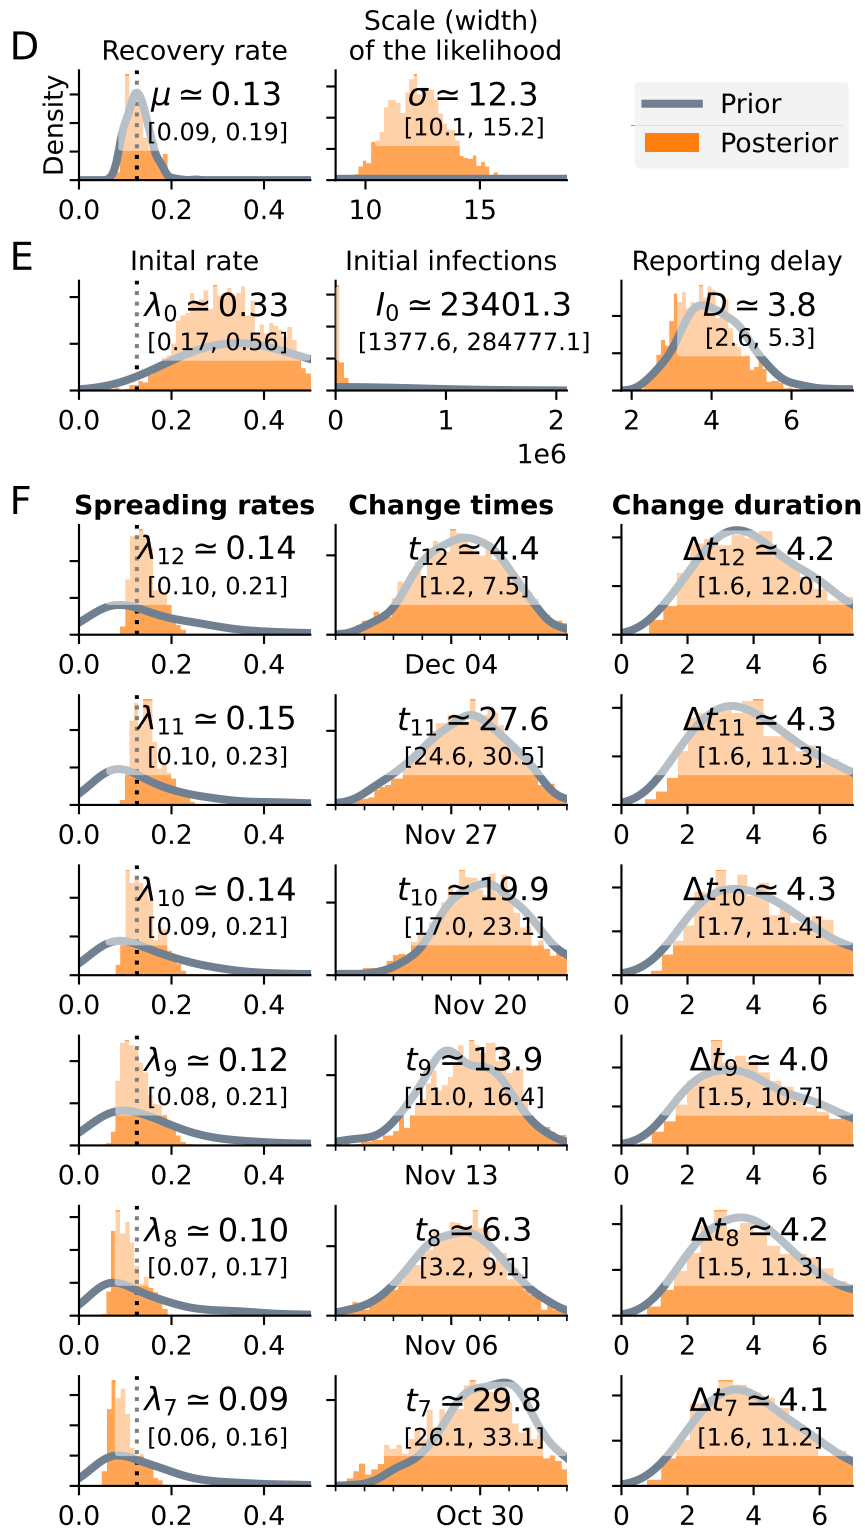 D
Recovery rate
Scale (width)
of the likelihood
Density
μ ≃ 0.13
[0.09, 0.19]
0.0 0.2 0.4
σ ≃ 12.3
[10.1, 15.2]
10 15
Prior
Posterior
E
Inital rate
λ0 ≃ 0.33
[0.17, 0.56]
0.0 0.2 0.4
Initial infections
I0 ≃ 23401.3
[1377.6, 284777.1]
0 1 2
1e6
Reporting delay
D ≃ 3.8
[2.6, 5.3]
2 4 6
F
Spreading rates Change times Change duration
λ12 ≃ 0.14
[0.10, 0.21]
0.0 0.2 0.4
t12 ≃ 4.4
[1.2, 7.5]
Dec 04
Δt12 ≃ 4.2
[1.6, 12.0]
0 2 4 6
λ11 ≃ 0.15
[0.10, 0.23]
0.0 0.2 0.4
t11 ≃ 27.6
[24.6, 30.5]
Nov 27
Δt11 ≃ 4.3
[1.6, 11.3]
0 2 4 6
λ10 ≃ 0.14
[0.09, 0.21]
0.0 0.2 0.4
t10 ≃ 19.9
[17.0, 23.1]
Nov 20
Δt10 ≃ 4.3
[1.7, 11.4]
0 2 4 6
λ9 ≃ 0.12
[0.08, 0.21]
0.0 0.2 0.4
t9 ≃ 13.9
[11.0, 16.4]
Nov 13
Δt9 ≃ 4.0
[1.5, 10.7]
0 2 4 6
λ8 ≃ 0.10
[0.07, 0.17]
0.0 0.2 0.4
t8 ≃ 6.3
[3.2, 9.1]
Nov 06
Δt8 ≃ 4.2
[1.5, 11.3]
0 2 4 6
λ7 ≃ 0.09
[0.06, 0.16]
0.0 0.2 0.4
t7 ≃ 29.8
[26.1, 33.1]
Oct 30
Δt7 ≃ 4.1
[1.6, 11.2]
0 2 4 6